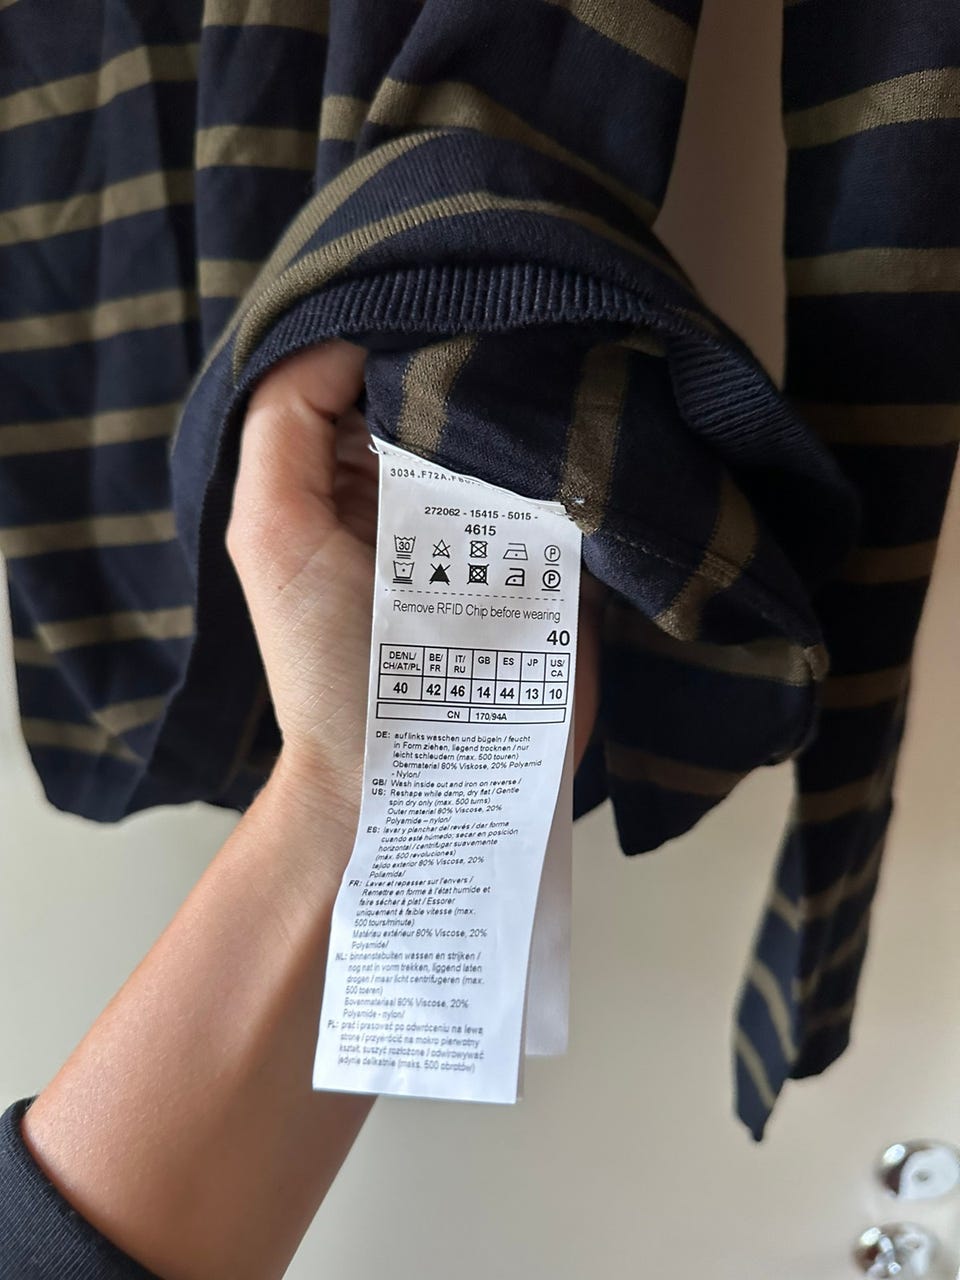 3034.F72A.
272062 - 15415 - 5015 -
4615
30 P
P
Remove RFID Chip before wearing
40
DE/NL/ CH/AT/PL BE/ FR IT/ RU GB ES JP US/ CA
40 42 46 14 44 13 10
CN 170/94A
DE: auf links waschen und bügeln / feucht
in Form ziehen, liegend trocknen / nur
leicht schleudern (max. 500 touren)
Obermaterial 80% Viskose, 20% Polyamid
- Nylon/
GB/ Wash inside out and iron on reverse /
US: Reshape while damp, dry flat / Gentle
spin dry only (max. 500 turns)
Outer material 80% Viscose, 20%
Polyamide – nylon/
ES: lavar y planchar del revés / dar forma
cuando esté húmedo; secar en posición
horizontal / centrifugar suavemente
(máx. 500 revoluciones)
tejido exterior 80% Viscose, 20%
Poliamida/
FR: Laver et repasser sur l'envers /
Remettre en forme à l'état humide et
faire sécher à plat / Essorer
uniquement à faible vitesse (max.
500 tours/minute)
Matériau extérieur 80% Viscose, 20%
Polyamide/
NL: binnenstebuiten wassen en strijken /
nog nat in vorm trekken, liggend laten
drogen / maar licht centrifugeren (max.
500 toeren)
Bovenmateriaal 80% Viscose, 20%
Polyamide - nylon/
PL: prać i prasować po odwróceniu na lewą
stronę / przywrócić na mokro pierwotny
kształt, suszyć rozłożone / odwirowywać
jedynie delikatnie (maks. 500 obrotów)